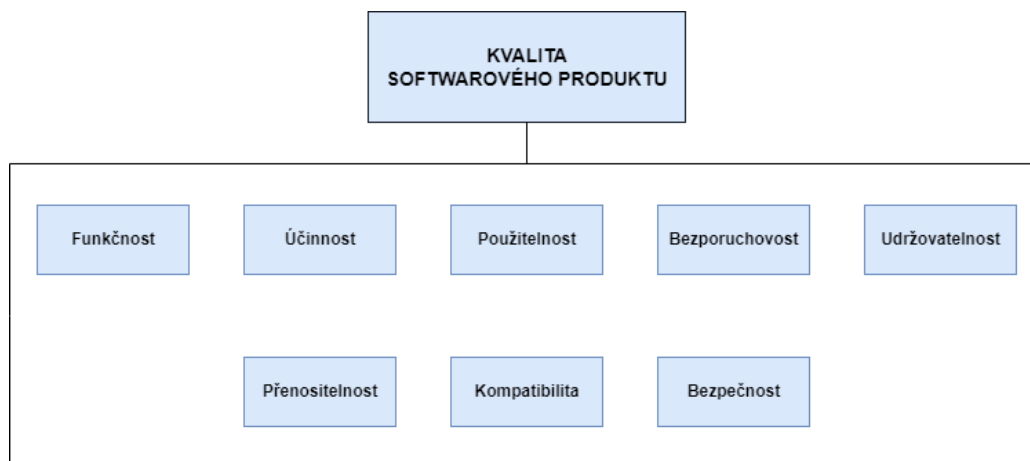 KVALITA
SOFTWAROVÉHO PRODUKTU
Funkčnost
Účinnost
Použitelnost
Bezporuchovost
Udržovatelnost
Přenositelnost
Kompatibilita
Bezpečnost